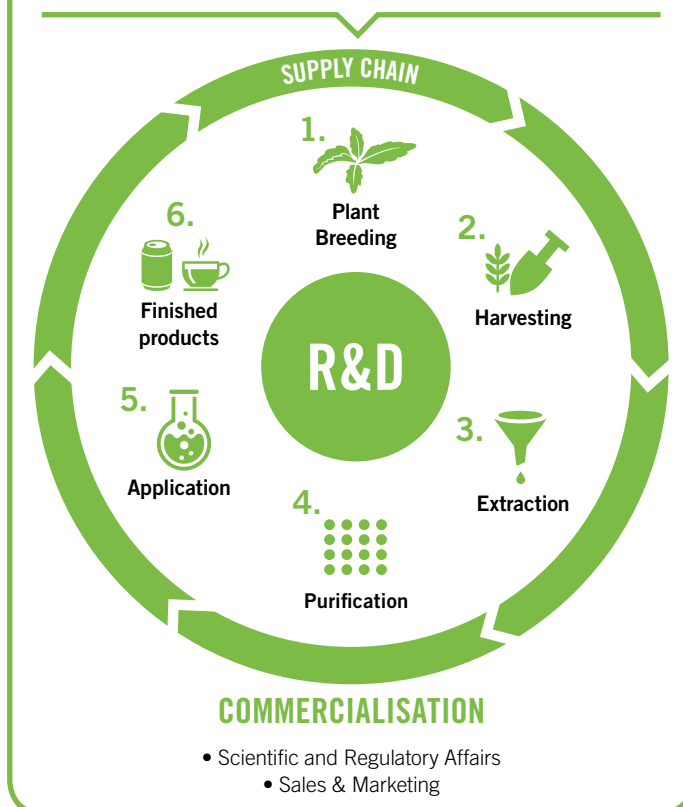 SUPPLY CHAIN
1.
Plant
Breeding
2.
Harvesting
3.
Extraction
4.
Purification
5.
Application
6.
Finished
products
R&D
COMMERCIALISATION
• Scientific and Regulatory Affairs
• Sales & Marketing